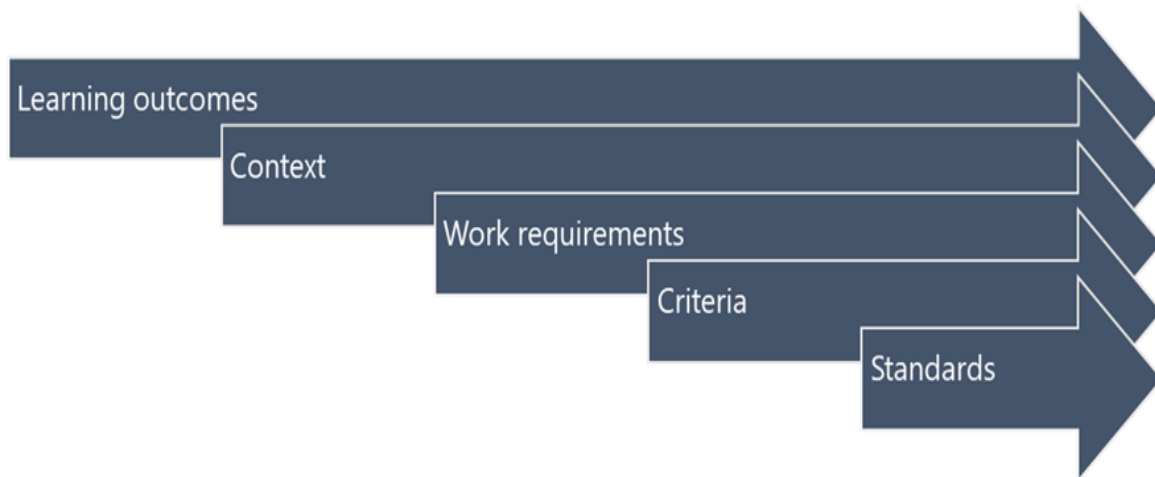 Learning outcomes
Context
Work requirements
Criteria
Standards